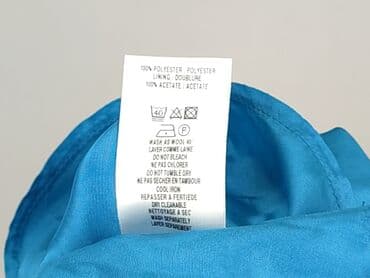 100% POLYESTER / POLYESTER
LINING / DOUBLURE
100% ACETATE / ACETATE
40 P
WASH AS WOOL 40
LAVER COMME LAINE
DO NOT BLEACH
NE PAS CHLORER
DO NOT TUMBLE DRY
NE PAS SECHER EN TAMBOUR
COOL IRON
REPASSER A FERTIEDE
DRY CLEANABLE
NETTOYAGE A SEC
WASH SEPARATELY
LAVER SEPAREMENT